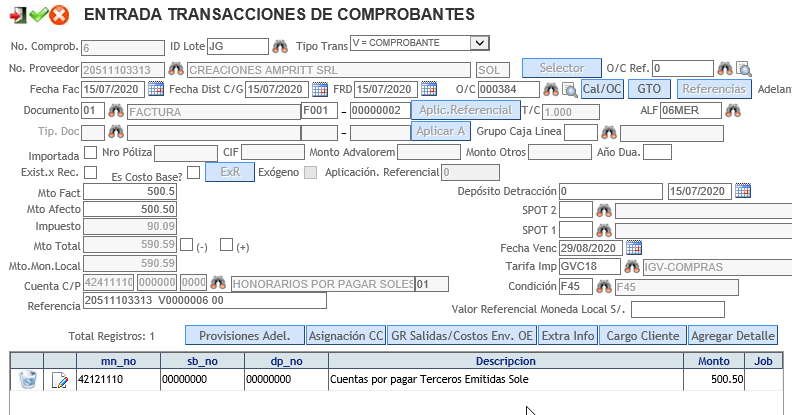 ENTRADA TRANSACCIONES DE COMPROBANTES
No. Comprob. 6 ID Lote JG Tipo Trans V = COMPROBANTE
No. Proveedor 20511103313 CREACIONES AMPRITT SRL SOL Selector O/C Ref. 0
Fecha Fac 15/07/2020 Fecha Dist C/G 15/07/2020 FRD 15/07/2020 O/C 000384 Cal/OC GTO Referencias Adelan
Documento 01 FACTURA F001 - 00000002 Aplic.Referencial T/C 1.000 ALF 06MER
Tip. Doc - Aplicar A Grupo Caja Linea
Importada Nro Póliza CIF Monto Advalorem Monto Otros Año Dua.
Exist.x Rec. Es Costo Base? ExR Exógeno Aplicación. Referencial 0
Mto Fact 500.5 Depósito Detracción 0 15/07/2020
Mto Afecto 500.50 SPOT 2
Impuesto 90.09 SPOT 1
Mto Total 590.59 (-) (+) Fecha Venc 29/08/2020
Mto.Mon.Local 590.59 Tarifa Imp GVC18 IGV-COMPRAS
Cuenta C/P 42411110 000000 0000 HONORARIOS POR PAGAR SOLES 01 Condición F45 F45
Referencia 20511103313 V0000006 00 Valor Referencial Moneda Local S/.
Total Registros: 1 Provisiones Adel. Asignación CC GR Salidas/Costos Env. OE Extra Info Cargo Cliente Agregar Detalle
mn_no sb_no dp_no Descripcion Monto Job
42121110 00000000 00000000 Cuentas por pagar Terceros Emitidas Sole 500.50